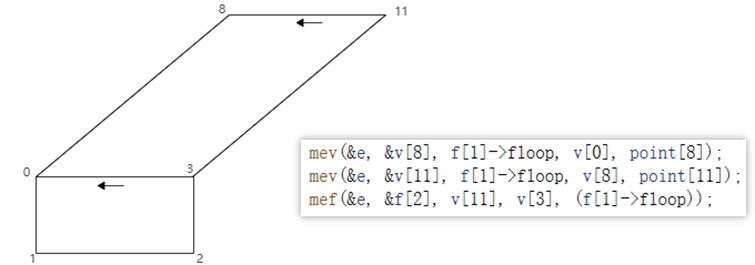 8
11
0
3
1
2
mev(&e, &v[8], f[1]->floop, v[0], point[8]);
mev(&e, &v[11], f[1]->floop, v[8], point[11]);
mef(&e, &f[2], v[11], v[3], (f[1]->floop));